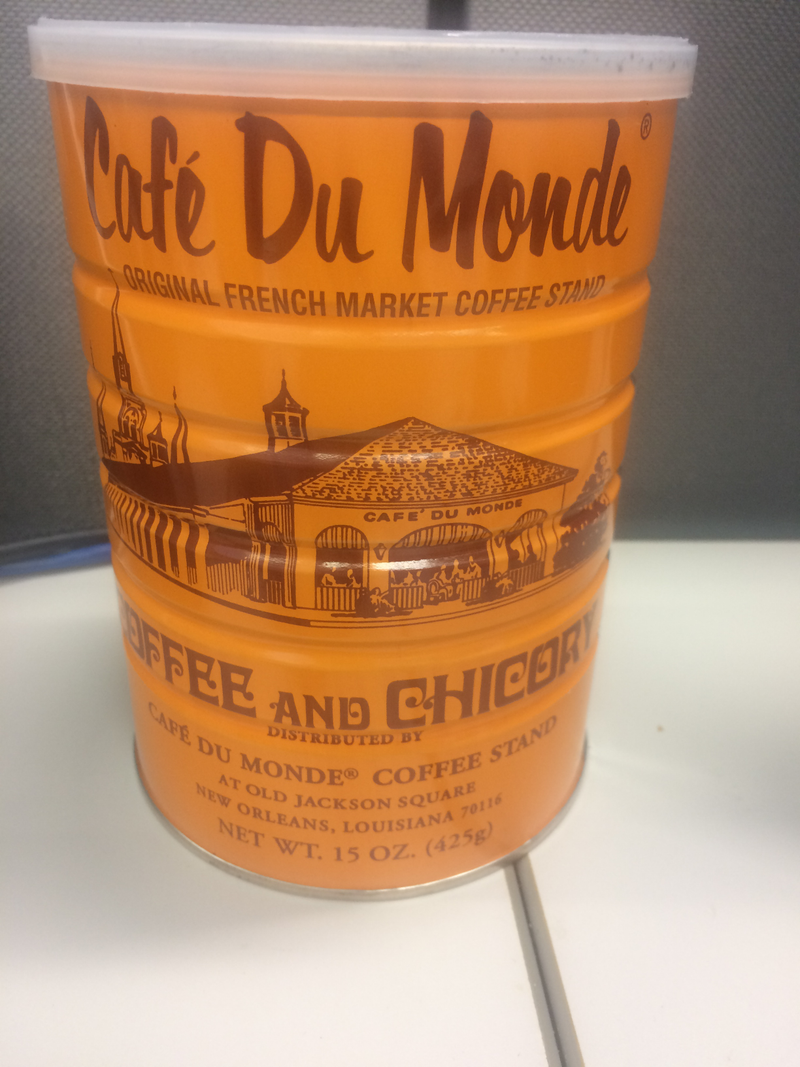 Café Du Monde ®
ORIGINAL FRENCH MARKET COFFEE STAND
CAFE' DU MONDE
COFFEE AND CHICORY
DISTRIBUTED BY
CAFÉ DU MONDE® COFFEE STAND
AT OLD JACKSON SQUARE
NEW ORLEANS, LOUISIANA 70116
NET WT. 15 OZ. (425g)